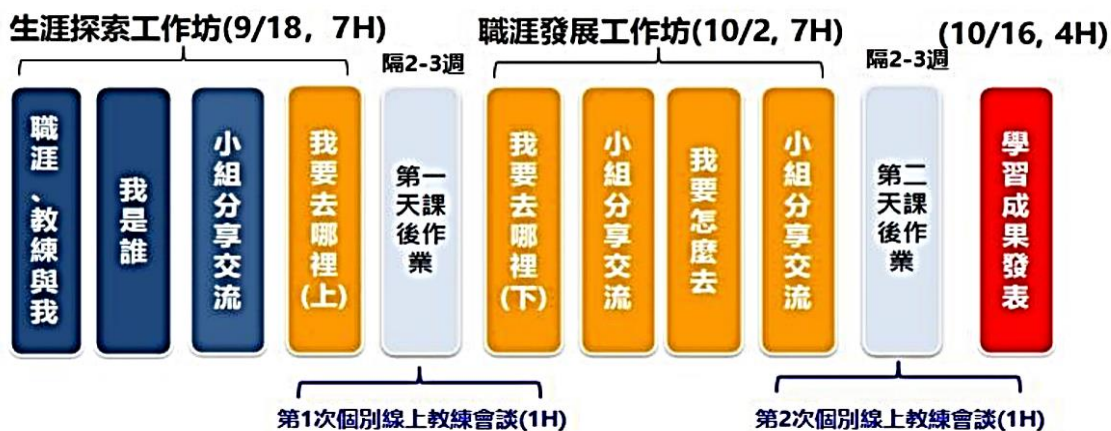 生涯探索工作坊(9/18, 7H)
職涯發展工作坊(10/2, 7H)
(10/16, 4H)
隔2-3週
隔2-3週
職涯、教練與我
我是誰
小組分享交流
我要去哪裡(上)
第一天課後作業
我要去哪裡(下)
小組分享交流
我要怎麼去
小組分享交流
第二天課後作業
學習成果發表
第1次個別線上教練會談(1H)
第2次個別線上教練會談(1H)